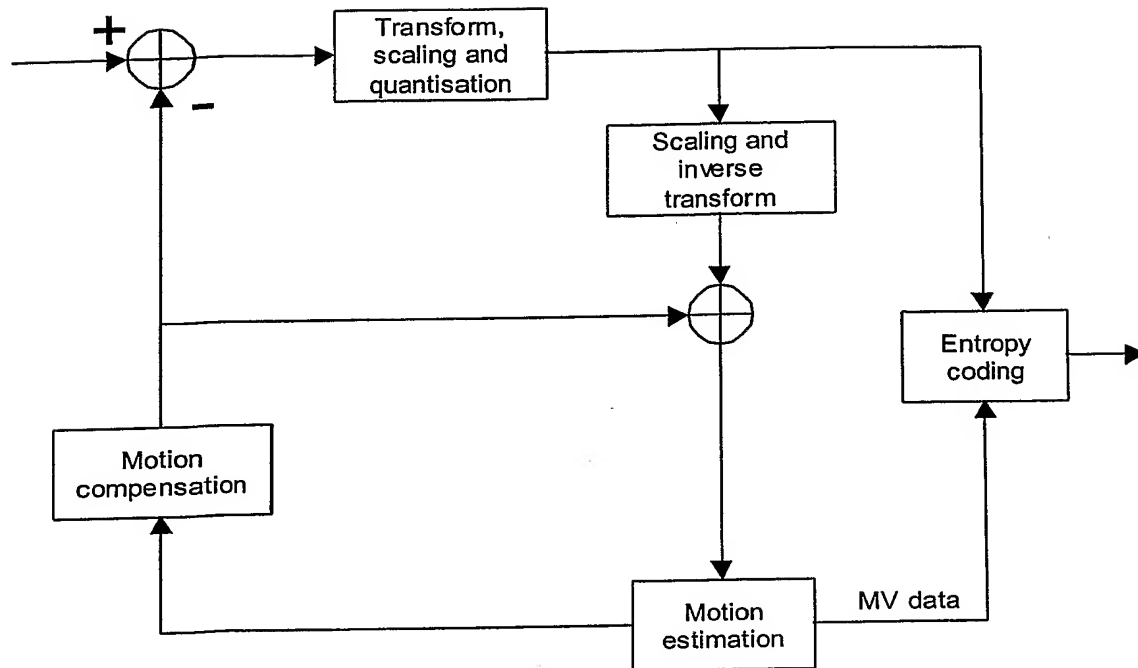 +
Transform,
scaling and
quantisation
-
Scaling and
inverse
transform
Entropy
coding
Motion
compensation
MV data
Motion
estimation